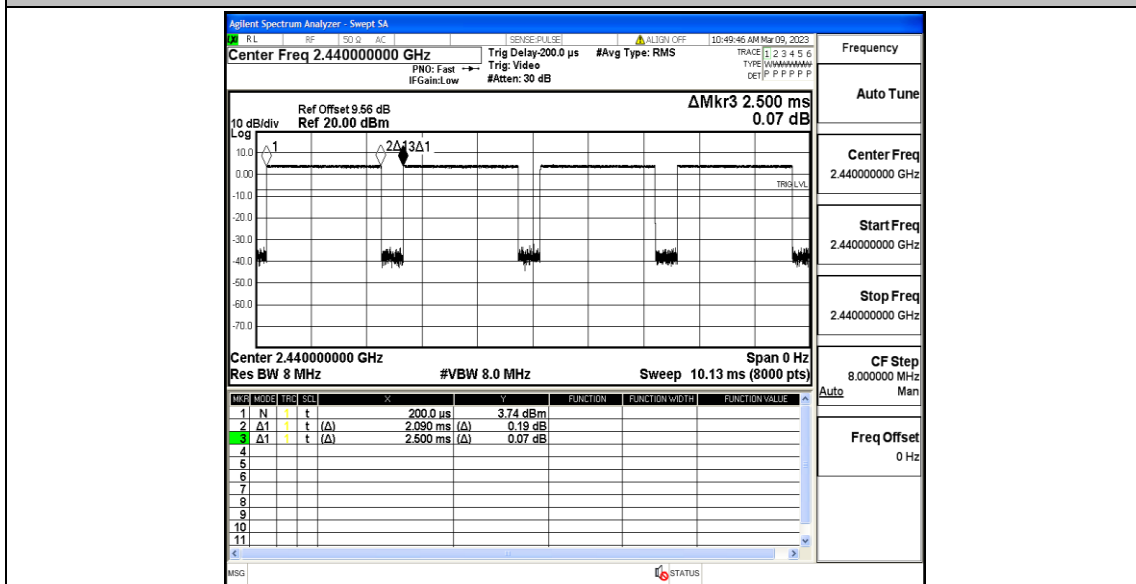 Agilent Spectrum Analyzer - Swept SA
RL RF 50 Ω AC SENSE:PULSE ALIGN OFF 10:49:46 AM Mar 09, 2023
Center Freq 2.440000000 GHz
PNO: Fast
IFGain:Low
Trig Delay-200.0 µs
Trig: Video
#Atten: 30 dB
#Avg Type: RMS
TRACE 1 2 3 4 5 6
TYPE
DET P P P P P P
ΔMkr3 2.500 ms
0.07 dB
Ref Offset 9.56 dB
10 dB/div Ref 20.00 dBm
Log
1
2Δ1
3Δ1
10.0
0.00
TRIG LVL
-10.0
-20.0
-30.0
-40.0
-50.0
-60.0
-70.0
Center 2.440000000 GHz Span 0 Hz
Res BW 8 MHz #VBW 8.0 MHz Sweep 10.13 ms (8000 pts)
MKR MODE TRC SCL X Y FUNCTION FUNCTION WIDTH FUNCTION VALUE
1 N 1 t 200.0 µs 3.74 dBm
2 Δ1 1 t (Δ) 2.090 ms (Δ) 0.19 dB
3 Δ1 1 t (Δ) 2.500 ms (Δ) 0.07 dB
4
5
6
7
8
9
10
11
MSG STATUS
Frequency
Auto Tune
Center Freq
2.440000000 GHz
Start Freq
2.440000000 GHz
Stop Freq
2.440000000 GHz
CF Step
8.000000 MHz
Auto Man
Freq Offset
0 Hz